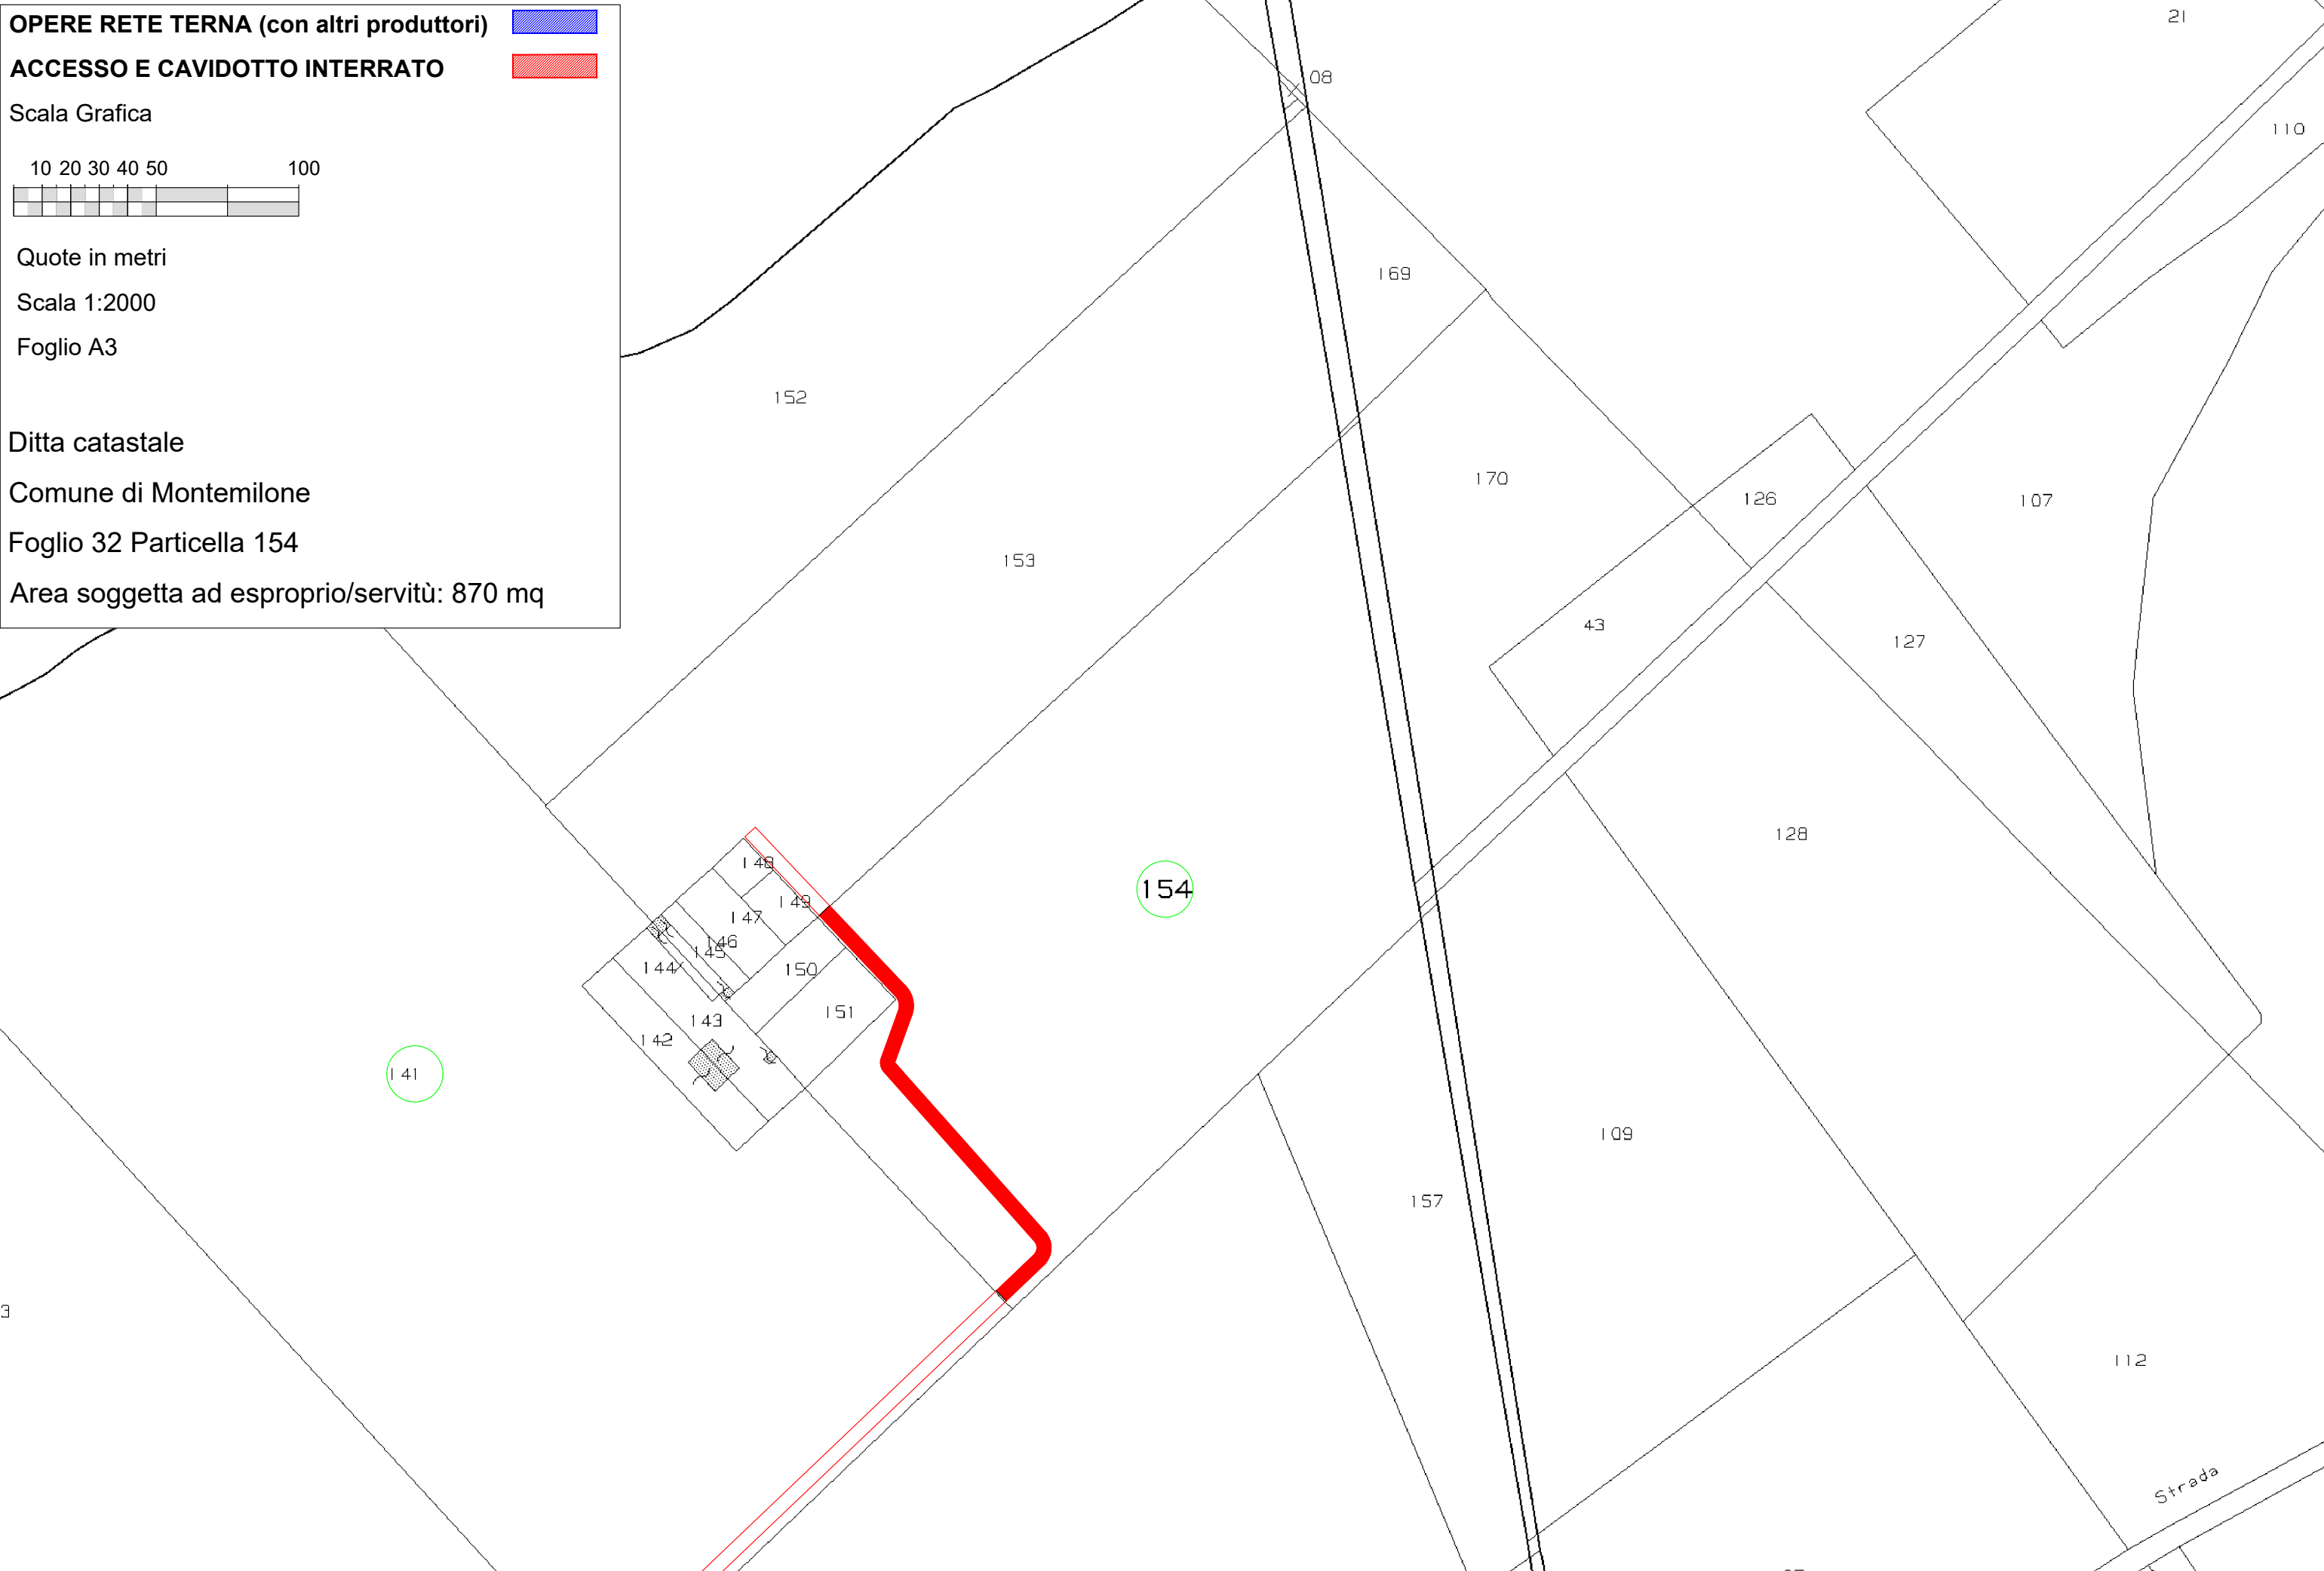 OPERE RETE TERNA (con altri produttori)
ACCESSO E CAVIDOTTO INTERRATO
Scala Grafica
10 20 30 40 50 100
Quote in metri
Scala 1:2000
Foglio A3
Ditta catastale
Comune di Montemilone
Foglio 32 Particella 154
Area soggetta ad esproprio/servitù: 870 mq
21
08
110
169
152
170
126
107
153
43
127
128
148
154
149
147
146
145
144
150
151
143
142
141
109
157
3
112
Strada